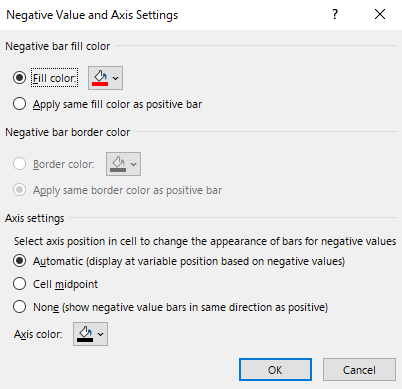 Negative Value and Axis Settings ? ×
Negative bar fill color
Fill color:
Apply same fill color as positive bar
Negative bar border color
Border color:
Apply same border color as positive bar
Axis settings
Select axis position in cell to change the appearance of bars for negative values
Automatic (display at variable position based on negative values)
Cell midpoint
None (show negative value bars in same direction as positive)
Axis color:
OK Cancel